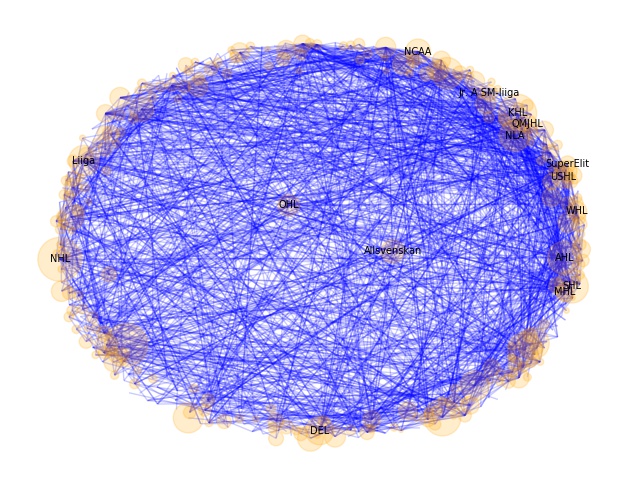 NCAA
Jr. A SM-liiga
KHL
QMJHL
NLA
Liiga
SuperElit
USHL
OHL
WHL
Allsvenskan
NHL
AHL
SHL
MHL
DEL